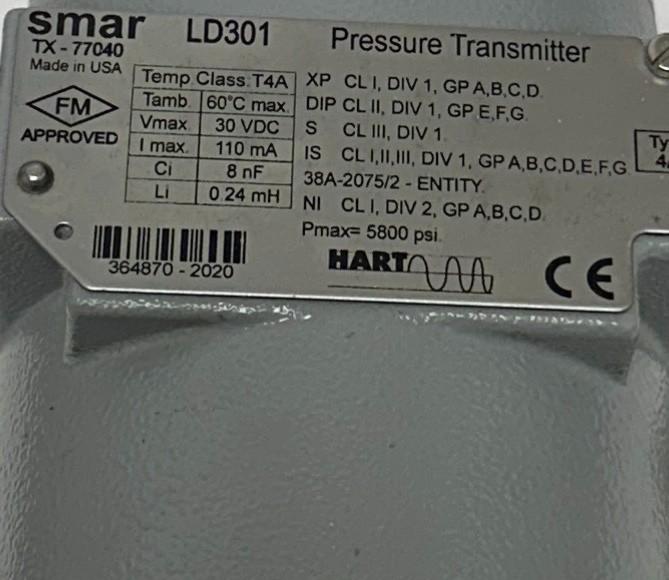 smar LD301 Pressure Transmitter
TX - 77040
Made in USA
FM
APPROVED
Temp. Class: T4A
Tamb. 60°C max.
Vmax. 30 VDC
I max. 110 mA
Ci 8 nF
Li 0.24 mH
XP CL I, DIV 1, GP A,B,C,D.
DIP CL II, DIV 1, GP E,F,G.
S CL III, DIV 1.
IS CL I,II,III, DIV 1, GP A,B,C,D,E,F,G.
38A-2075/2 - ENTITY.
NI CL I, DIV 2, GP A,B,C,D.
Pmax= 5800 psi.
364870 - 2020
HART
CE